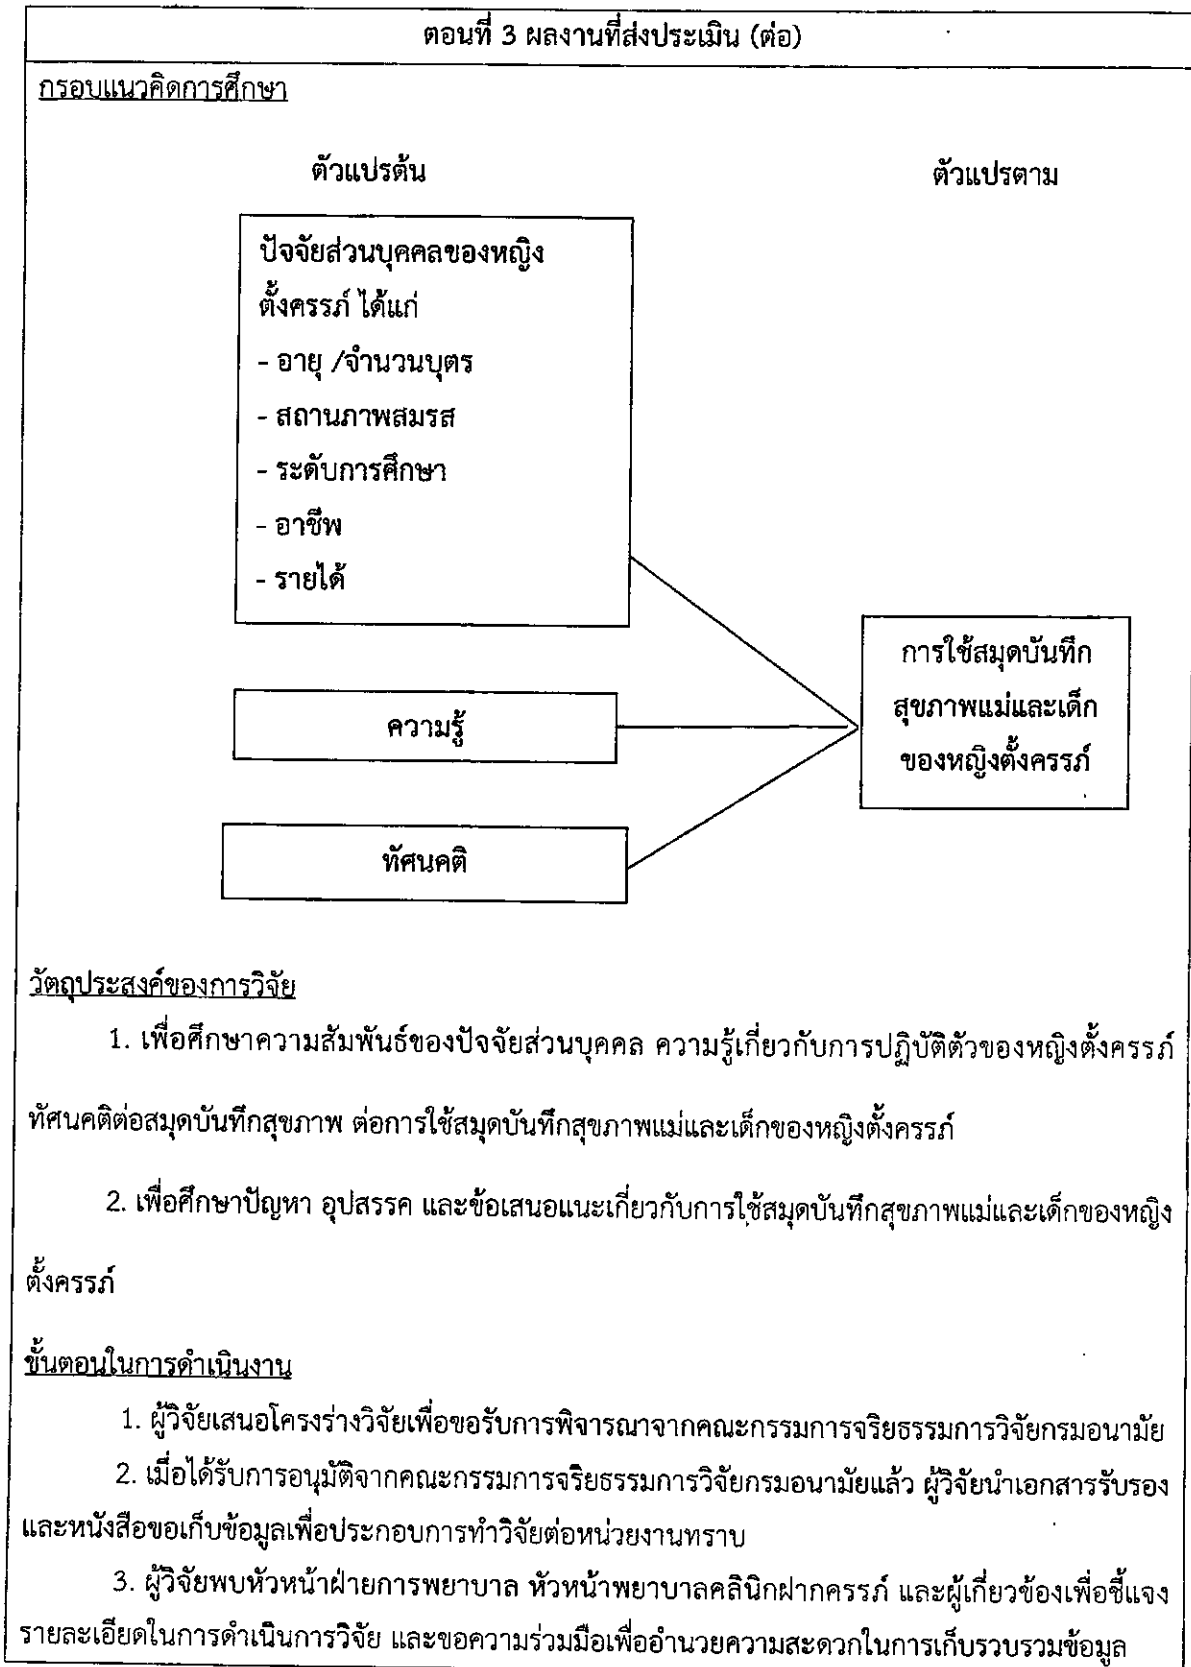 ตอนที่ 3 ผลงานที่ส่งประเมิน (ต่อ)
กรอบแนวคิดการศึกษา
ตัวแปรต้น
ตัวแปรตาม
ปัจจัยส่วนบุคคลของหญิง
ตั้งครรภ์ ได้แก่
- อายุ /จำนวนบุตร
- สถานภาพสมรส
- ระดับการศึกษา
- อาชีพ
- รายได้
ความรู้
ทัศนคติ
การใช้สมุดบันทึก
สุขภาพแม่และเด็ก
ของหญิงตั้งครรภ์
วัตถุประสงค์ของการวิจัย
1. เพื่อศึกษาความสัมพันธ์ของปัจจัยส่วนบุคคล ความรู้เกี่ยวกับการปฏิบัติตัวของหญิงตั้งครรภ์
ทัศนคติต่อสมุดบันทึกสุขภาพ ต่อการใช้สมุดบันทึกสุขภาพแม่และเด็กของหญิงตั้งครรภ์
2. เพื่อศึกษาปัญหา อุปสรรค และข้อเสนอแนะเกี่ยวกับการใช้สมุดบันทึกสุขภาพแม่และเด็กของหญิง
ตั้งครรภ์
ขั้นตอนในการดำเนินงาน
1. ผู้วิจัยเสนอโครงร่างวิจัยเพื่อขอรับการพิจารณาจากคณะกรรมการจริยธรรมการวิจัยกรมอนามัย
2. เมื่อได้รับการอนุมัติจากคณะกรรมการจริยธรรมการวิจัยกรมอนามัยแล้ว ผู้วิจัยนำเอกสารรับรอง
และหนังสือขอเก็บข้อมูลเพื่อประกอบการทำวิจัยต่อหน่วยงานทราบ
3. ผู้วิจัยพบหัวหน้าฝ่ายการพยาบาล หัวหน้าพยาบาลคลินิกฝากครรภ์ และผู้เกี่ยวข้องเพื่อชี้แจง
รายละเอียดในการดำเนินการวิจัย และขอความร่วมมือเพื่ออำนวยความสะดวกในการเก็บรวบรวมข้อมูล